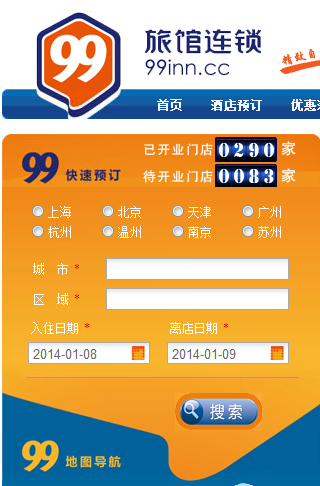 99
旅馆连锁
99inn.cc
精致自
首页 酒店预订 优惠
已开业门店 0290 家
99 快速预订
待开业门店 0083 家
上海 北京 天津 广州
杭州 温州 南京 苏州
城 市 *
区 域 *
入住日期 * 离店日期 *
2014-01-08 2014-01-09
搜索
99 地图导航